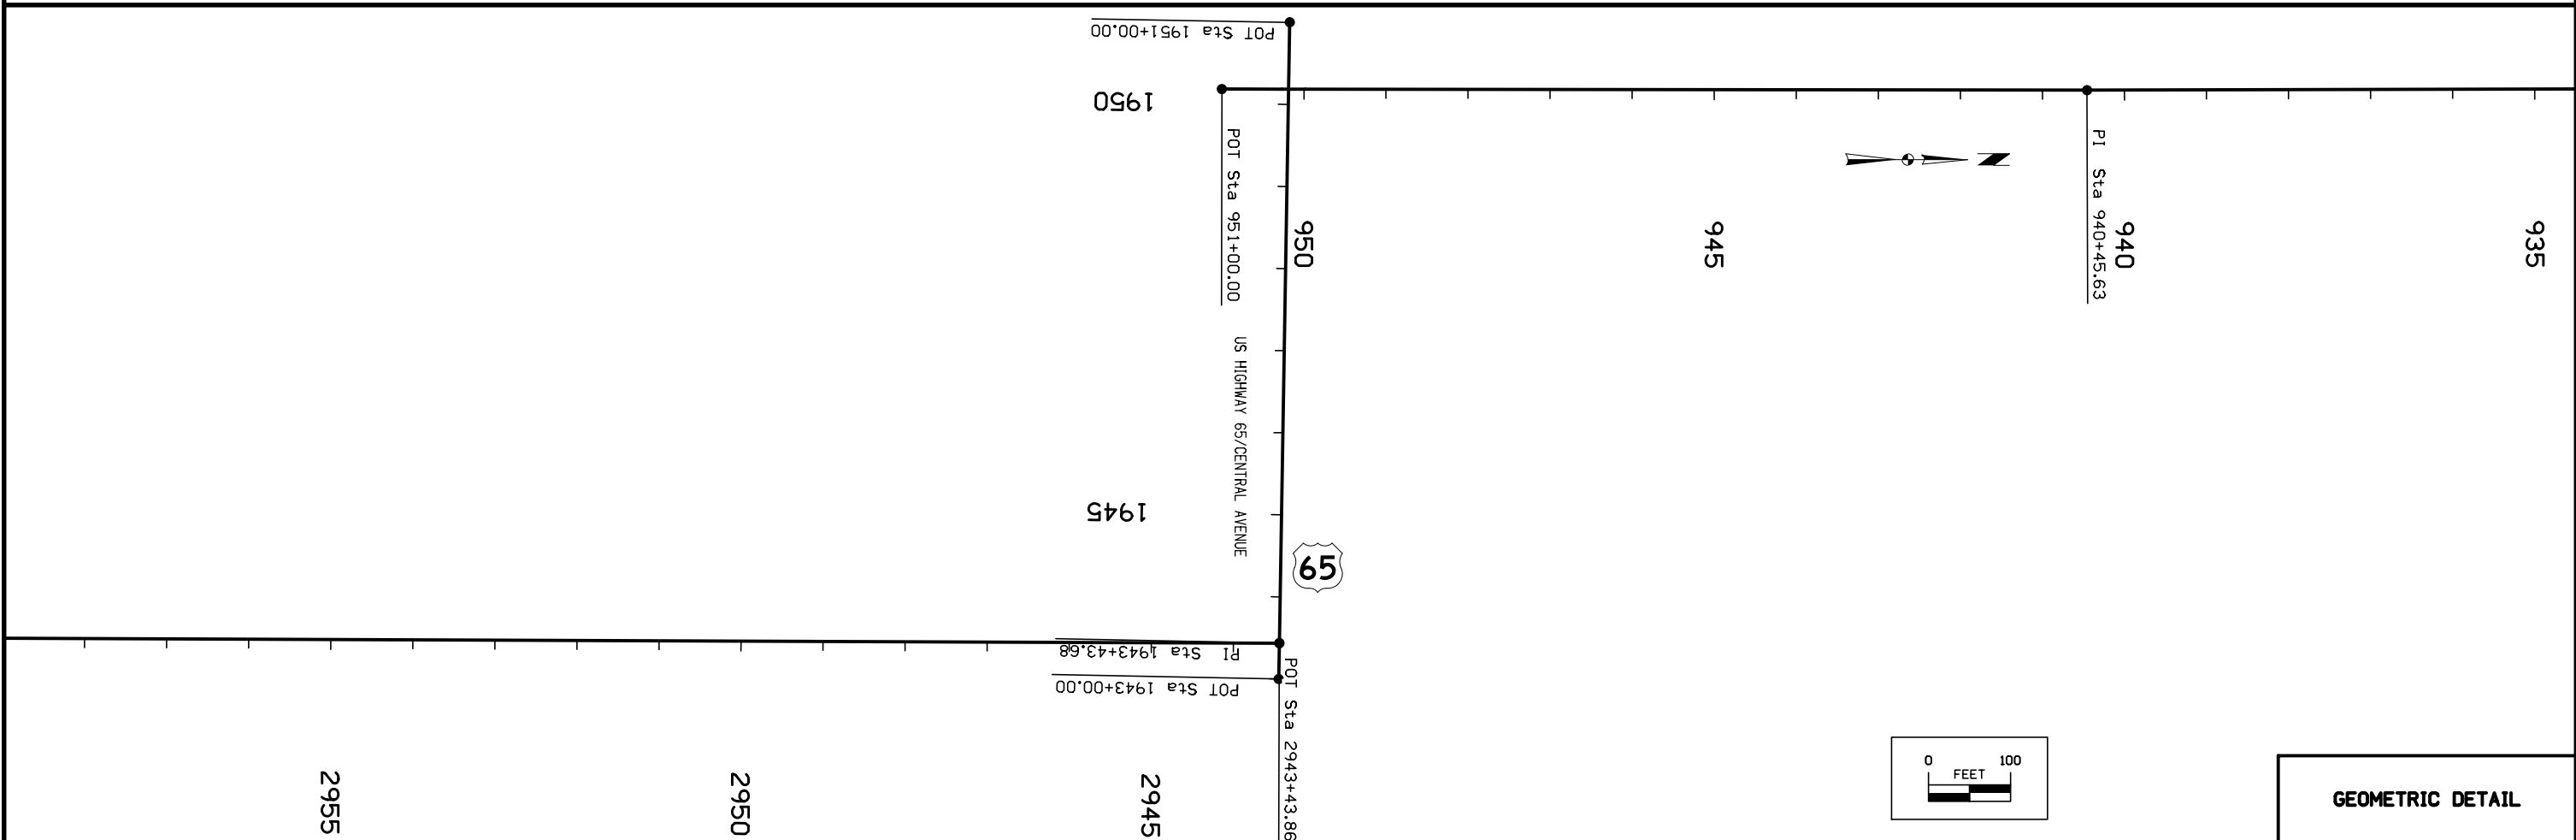 POT Sta 1951+00.00
1950
POT Sta 951+00.00
950
945
PI Sta 940+45.63
940
935
N
US HIGHWAY 65/CENTRAL AVENUE
1945
65
PI Sta 1943+43.68
POT Sta 1943+00.00
POT Sta 2943+43.86
2955
2950
2945
0 100
FEET
GEOMETRIC DETAIL